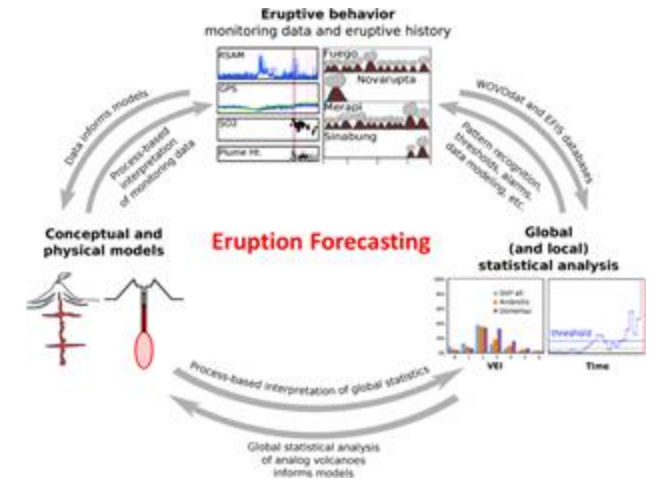 Eruptive behavior
monitoring data and eruptive history
RSAM
GPS
SO2
Plume Ht.
Fuego
Novarupta
Merapi
Sinabung
Data informs models
Process-based
interpretation
of monitoring data
WOVOdat and EFIS databases
Pattern recognition,
thresholds, alarms,
data modeling, etc.
Conceptual and
physical models
Eruption Forecasting
Global
(and local)
statistical analysis
threshold
VEI
Time
Process-based interpretation of global statistics
Global statistical analysis
of analog volcanoes
informs models